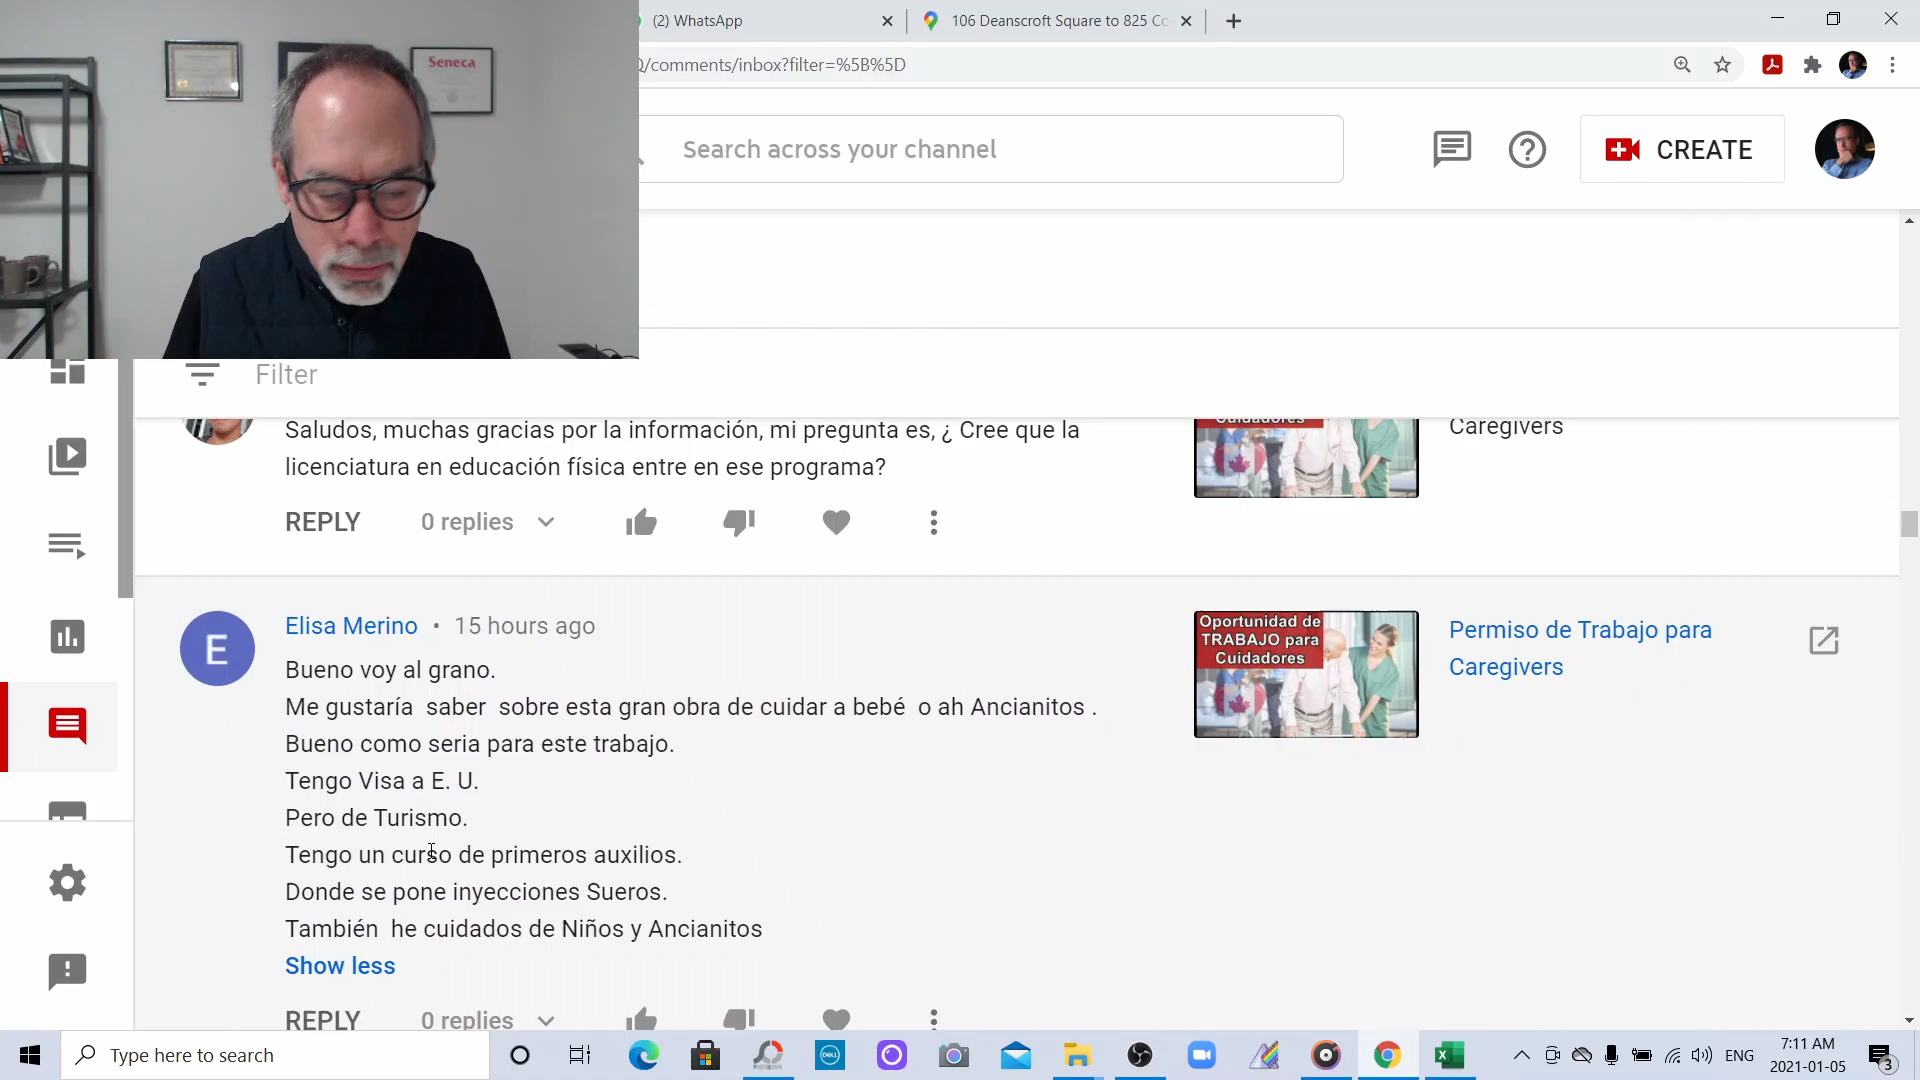 (2) WhatsApp
106 Deanscroft Square to 825 Co
/comments/inbox?filter=%5B%5D
Seneca
Search across your channel
CREATE
Filter
Saludos, muchas gracias por la información, mi pregunta es, ¿ Cree que la
licenciatura en educación física entre en ese programa?
Cuidadores
Caregivers
REPLY
0 replies
E
Elisa Merino • 15 hours ago
Bueno voy al grano.
Me gustaría saber sobre esta gran obra de cuidar a bebé o ah Ancianitos .
Bueno como seria para este trabajo.
Tengo Visa a E. U.
Pero de Turismo.
Tengo un curso de primeros auxilios.
Donde se pone inyecciones Sueros.
También he cuidados de Niños y Ancianitos
Show less
Oportunidad de
TRABAJO para
Cuidadores
Permiso de Trabajo para
Caregivers
REPLY
0 replies
Type here to search
DELL
ENG
7:11 AM
2021-01-05
3